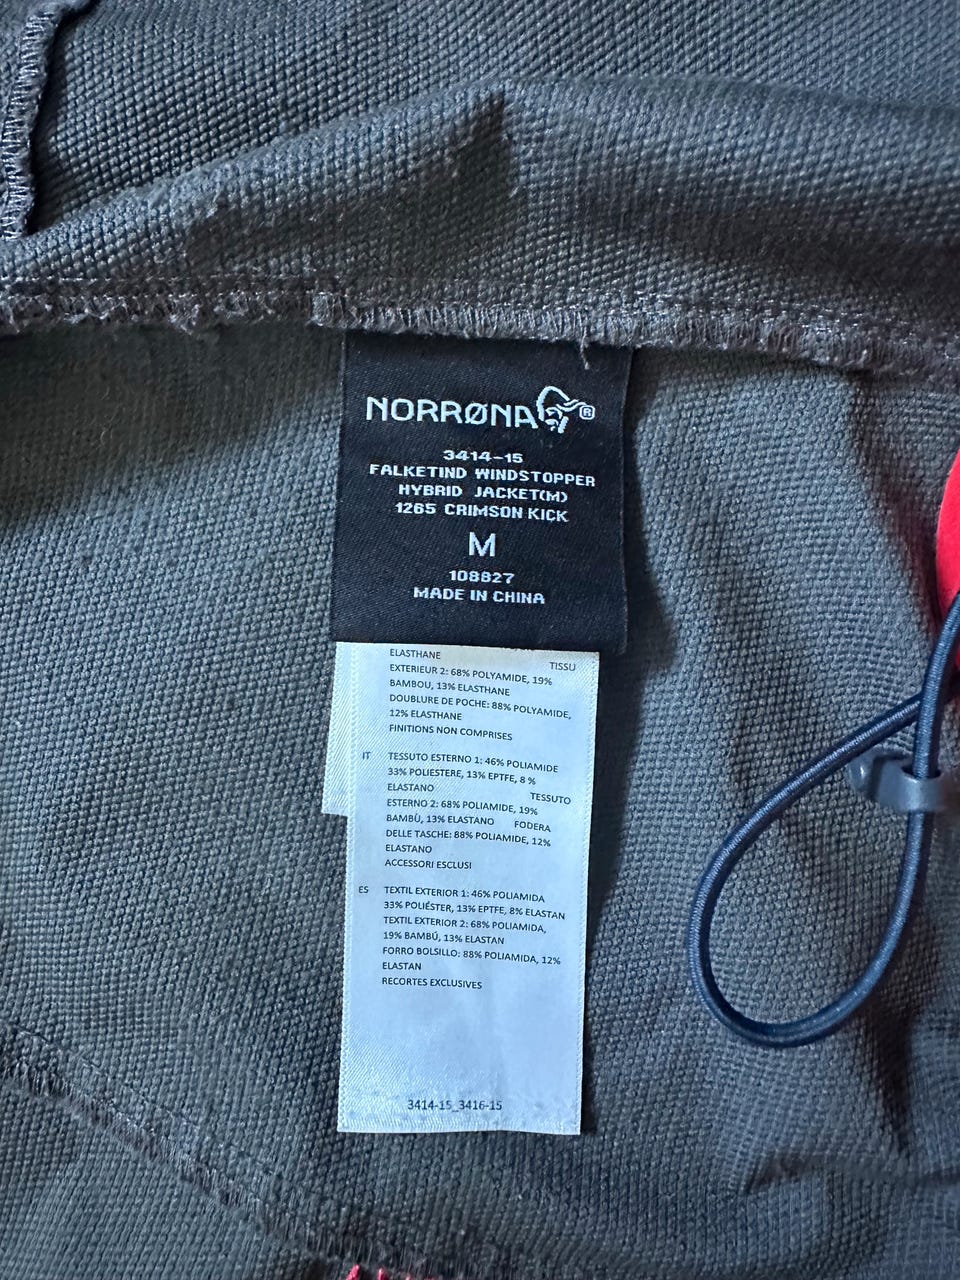 NORRØNA®
3414-15
FALKETIND WINDSTOPPER
HYBRID JACKET(M)
1265 CRIMSON KICK
M
108827
MADE IN CHINA
ELASTHANE TISSU
EXTERIEUR 2: 68% POLYAMIDE, 19%
BAMBOU, 13% ELASTHANE
DOUBLURE DE POCHE: 88% POLYAMIDE,
12% ELASTHANE
FINITIONS NON COMPRISES
IT TESSUTO ESTERNO 1: 46% POLIAMIDE
33% POLIESTERE, 13% EPTFE, 8 %
ELASTANO TESSUTO
ESTERNO 2: 68% POLIAMIDE, 19%
BAMBÙ, 13% ELASTANO FODERA
DELLE TASCHE: 88% POLIAMIDE, 12%
ELASTANO
ACCESSORI ESCLUSI
ES TEXTIL EXTERIOR 1: 46% POLIAMIDA
33% POLIÉSTER, 13% EPTFE, 8% ELASTAN
TEXTIL EXTERIOR 2: 68% POLIAMIDA,
19% BAMBÚ, 13% ELASTAN
FORRO BOLSILLO: 88% POLIAMIDA, 12%
ELASTAN
RECORTES EXCLUSIVES
3414-15_3416-15